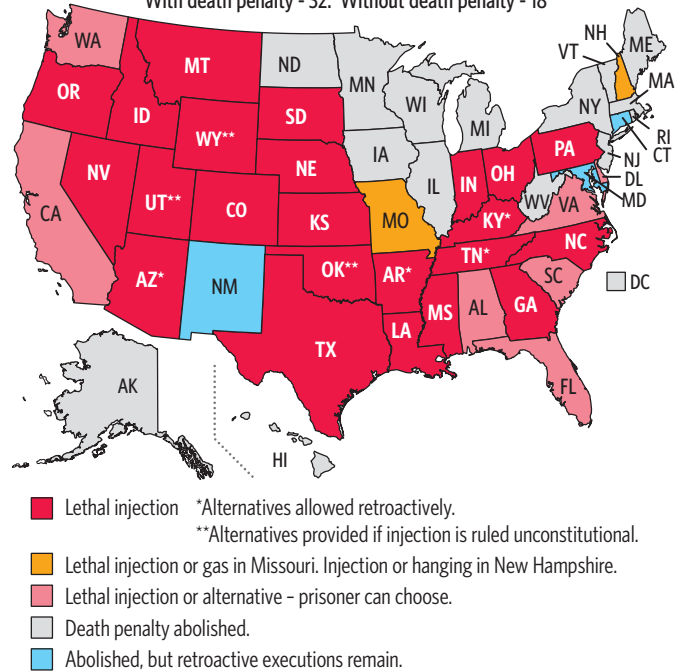 With death penalty - 32. Without death penalty - 18
WA
MT
ND
MN
VT
NH
ME
OR
ID
SD
WI
MI
NY
MA
WY**
RI
CT
NV
NE
IA
PA
NJ
DL
MD
UT**
CO
IL
IN
OH
WV
VA
CA
KS
MO
KY*
AZ*
NM
OK**
AR*
TN*
NC
SC
DC
MS
AL
GA
TX
LA
FL
AK
HI
Lethal injection *Alternatives allowed retroactively.
**Alternatives provided if injection is ruled unconstitutional.
Lethal injection or gas in Missouri. Injection or hanging in New Hampshire.
Lethal injection or alternative – prisoner can choose.
Death penalty abolished.
Abolished, but retroactive executions remain.